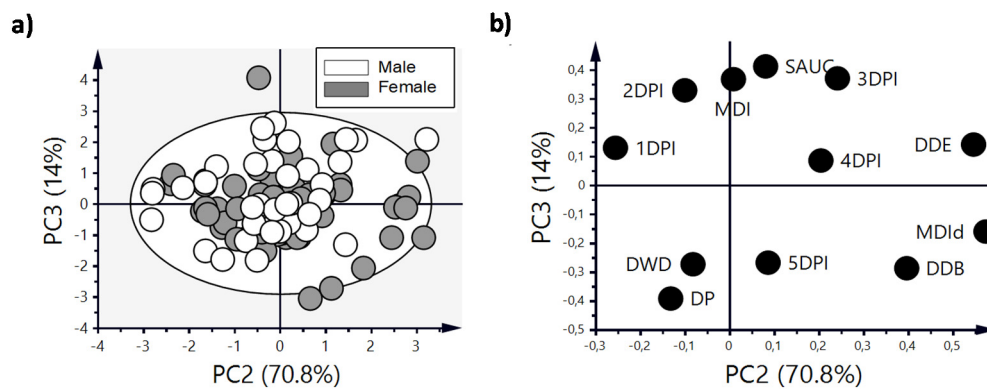 a)
Male
Female
4
3
2
1
0
-1
-2
-3
-4
-4
-3
-2
-1
0
1
2
3
PC3 (14%)
PC2 (70.8%)
b)
0,4
0,3
0,2
0,1
0
-0,1
-0,2
-0,3
-0,4
-0,5
-0,3
-0,2
-0,1
0
0,1
0,2
0,3
0,4
0,5
SAUC
2DPI
MDI
3DPI
1DPI
4DPI
DDE
MDId
DWD
5DPI
DDB
DP
PC3 (14%)
PC2 (70.8%)